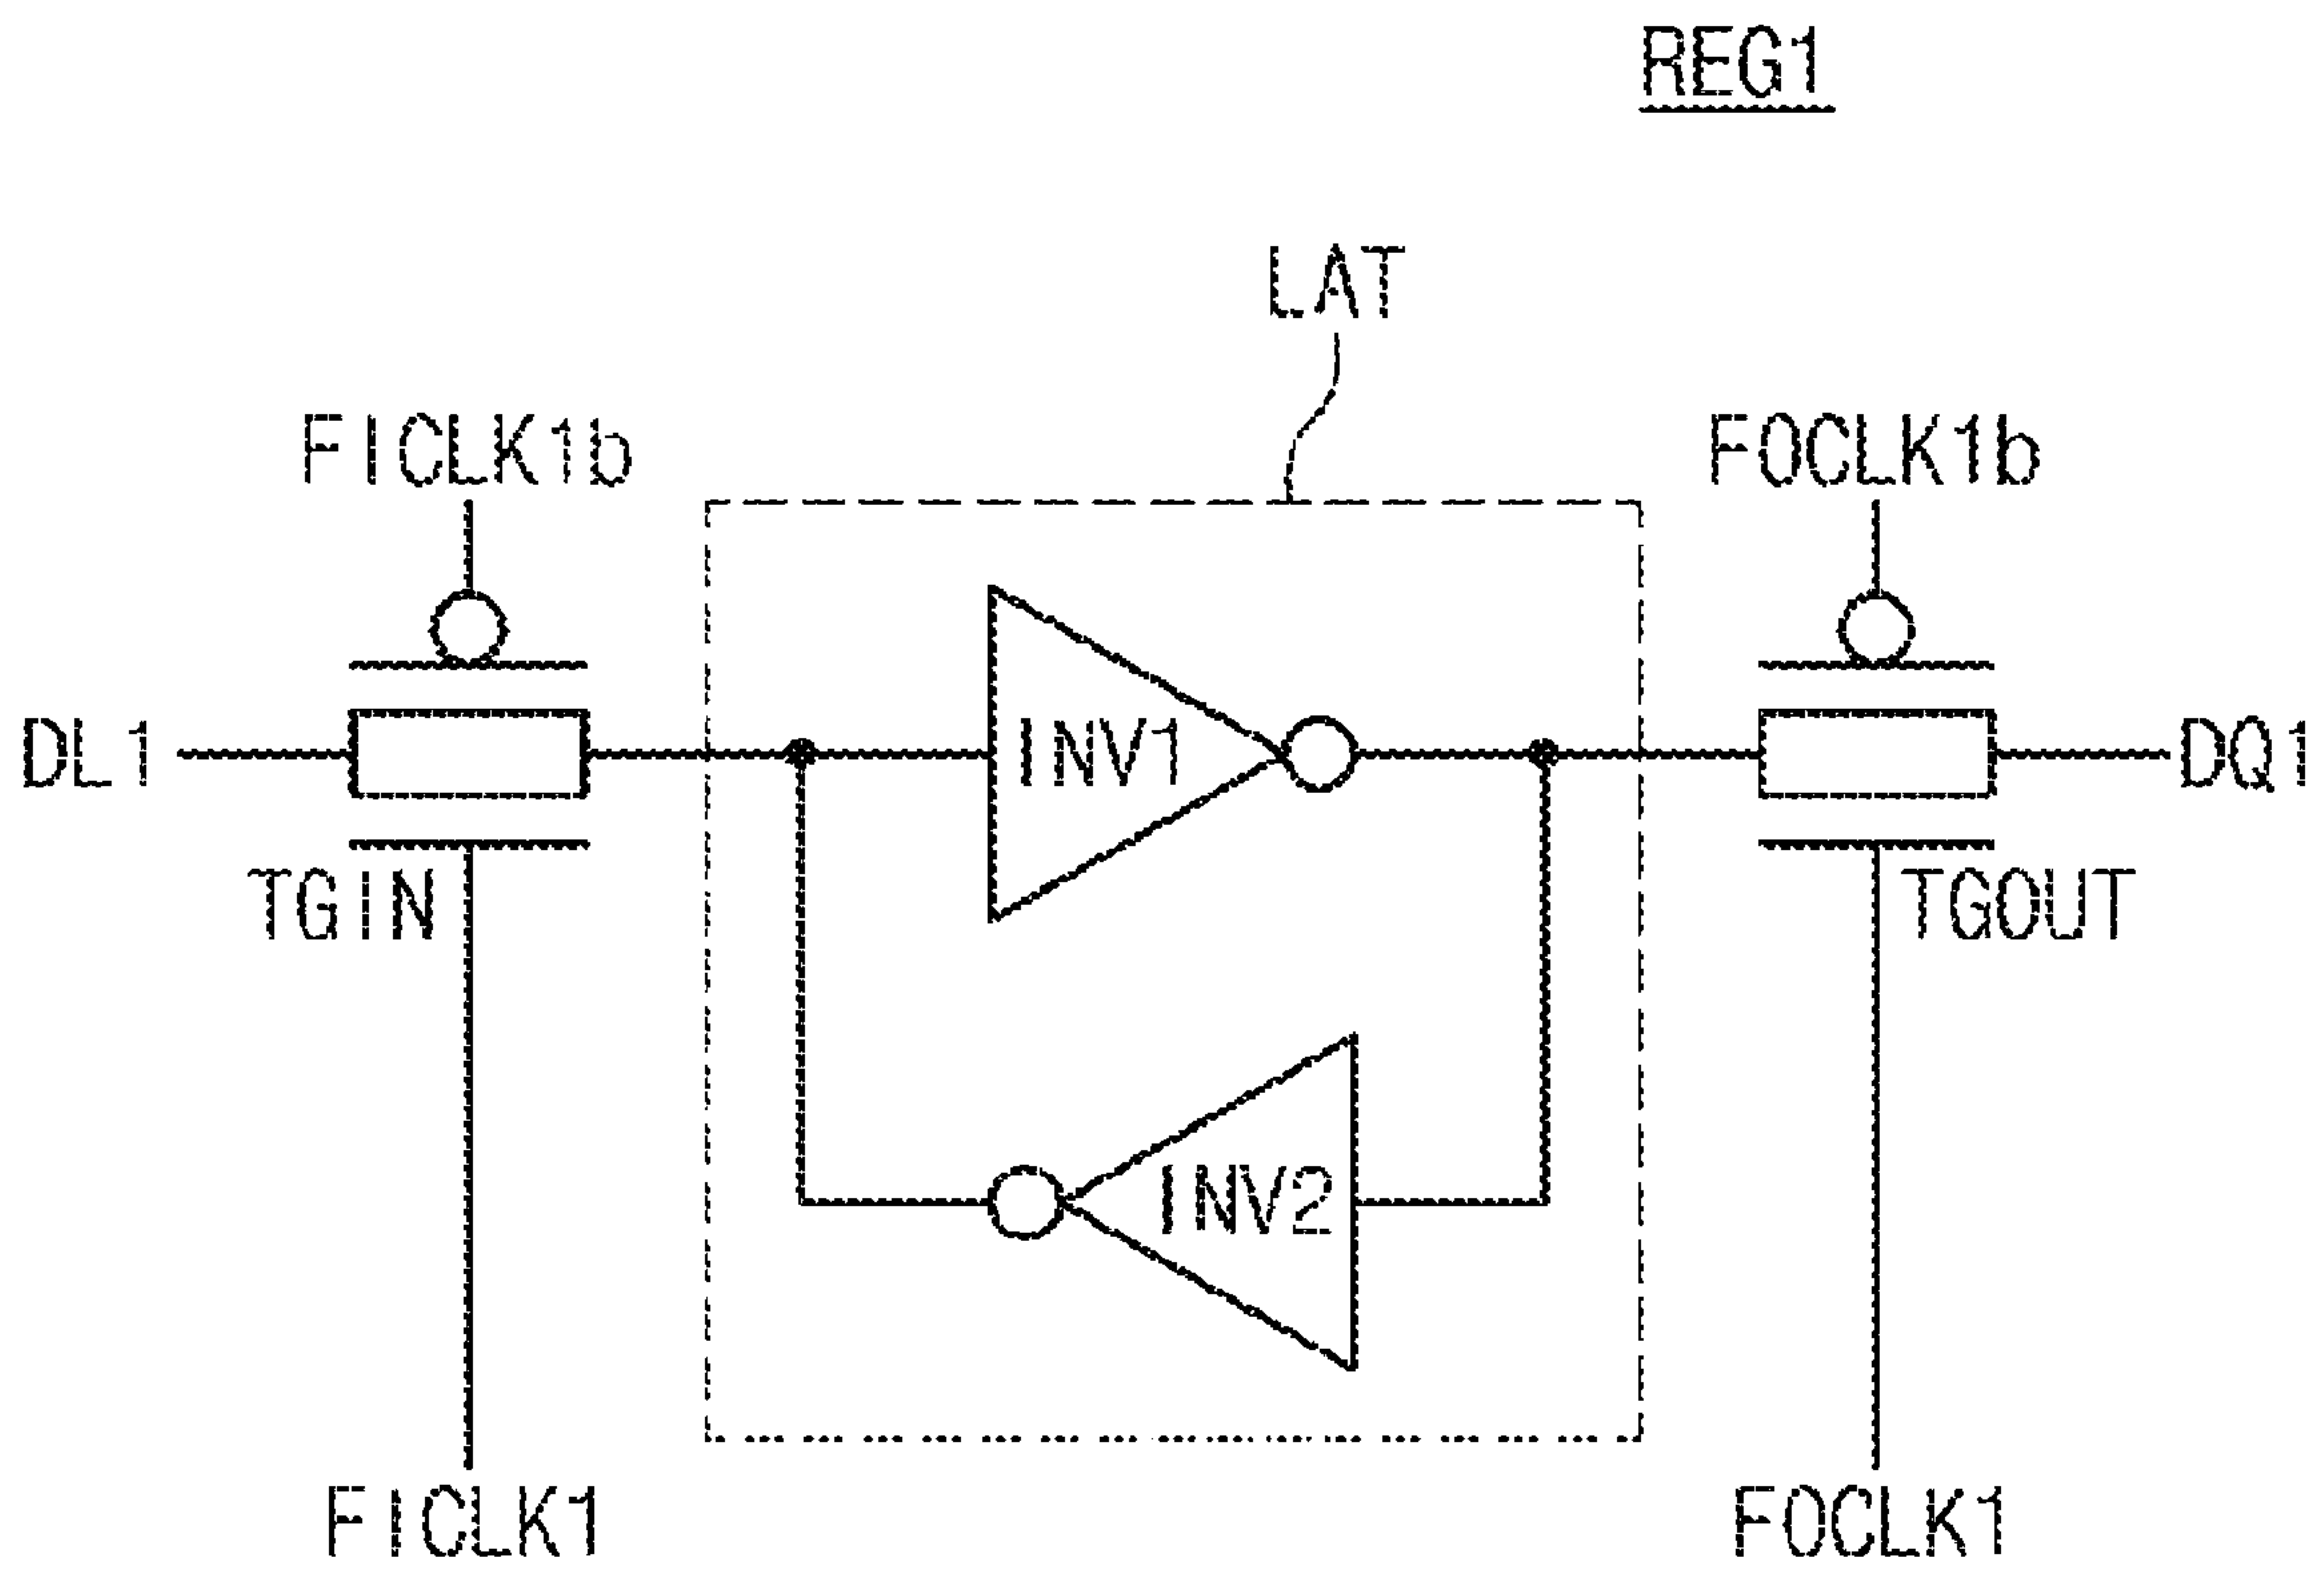 REG1
LAT
FICLK1b
FOCLK1b
DL1
INV1
DQ1
TGIN
TGOUT
INV2
FICLK1
FOCLK1